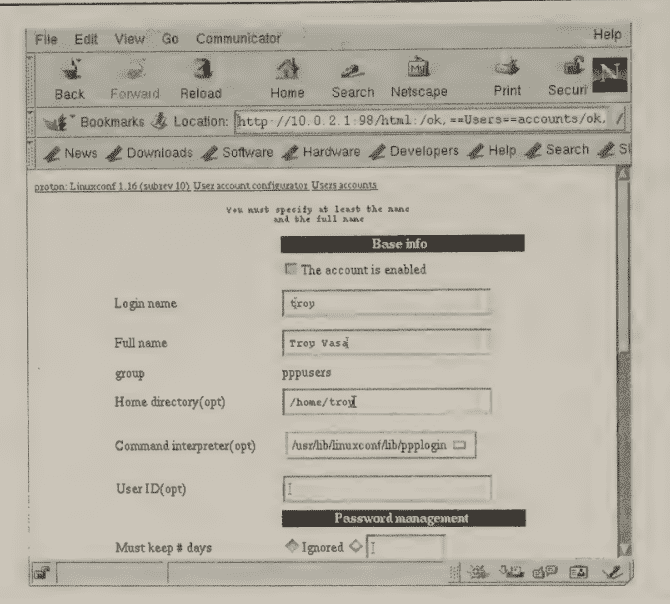 File Edit View Go Communicator Help
Back Forward Reload Home Search Netscape Print Securi
My
N
Bookmarks Location: http://10.0.2.1:98/html:/ok,==Users==accounts/ok,
News Downloads Software Hardware Developers Help Search
proton: Linuxconf 1.16 (subrev 10) User account configurator Users accounts
You must specify at least the name
and the full name
Base info
The account is enabled
Login name troy
Full name Troy Vasa
group pppusers
Home directory(opt) /home/troy
Command interpreter(opt) /usr/lib/linuxconf/lib/ppplogin
User ID(opt)
Password management
Must keep # days Ignored